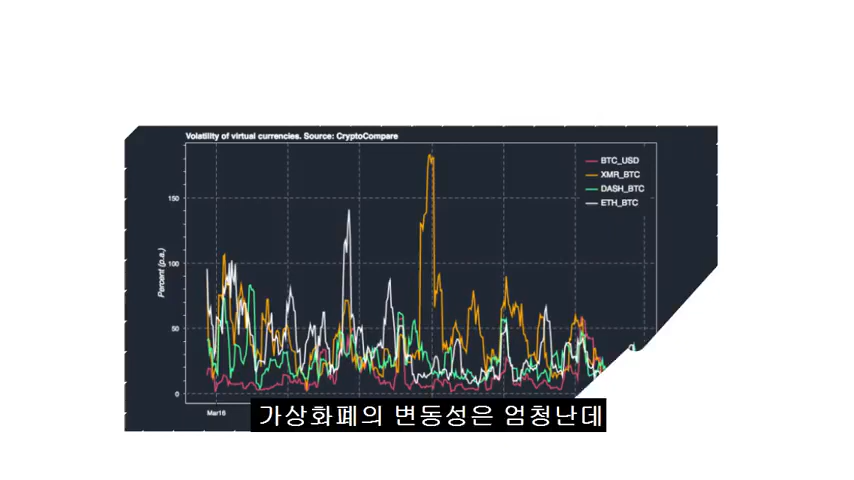 Volatility of virtual currencies. Source: CryptoCompare
BTC_USD
XMR_BTC
DASH_BTC
ETH_BTC
150
100
50
0
Percent (p.a.)
Mar16
가상화폐의 변동성은 엄청난데